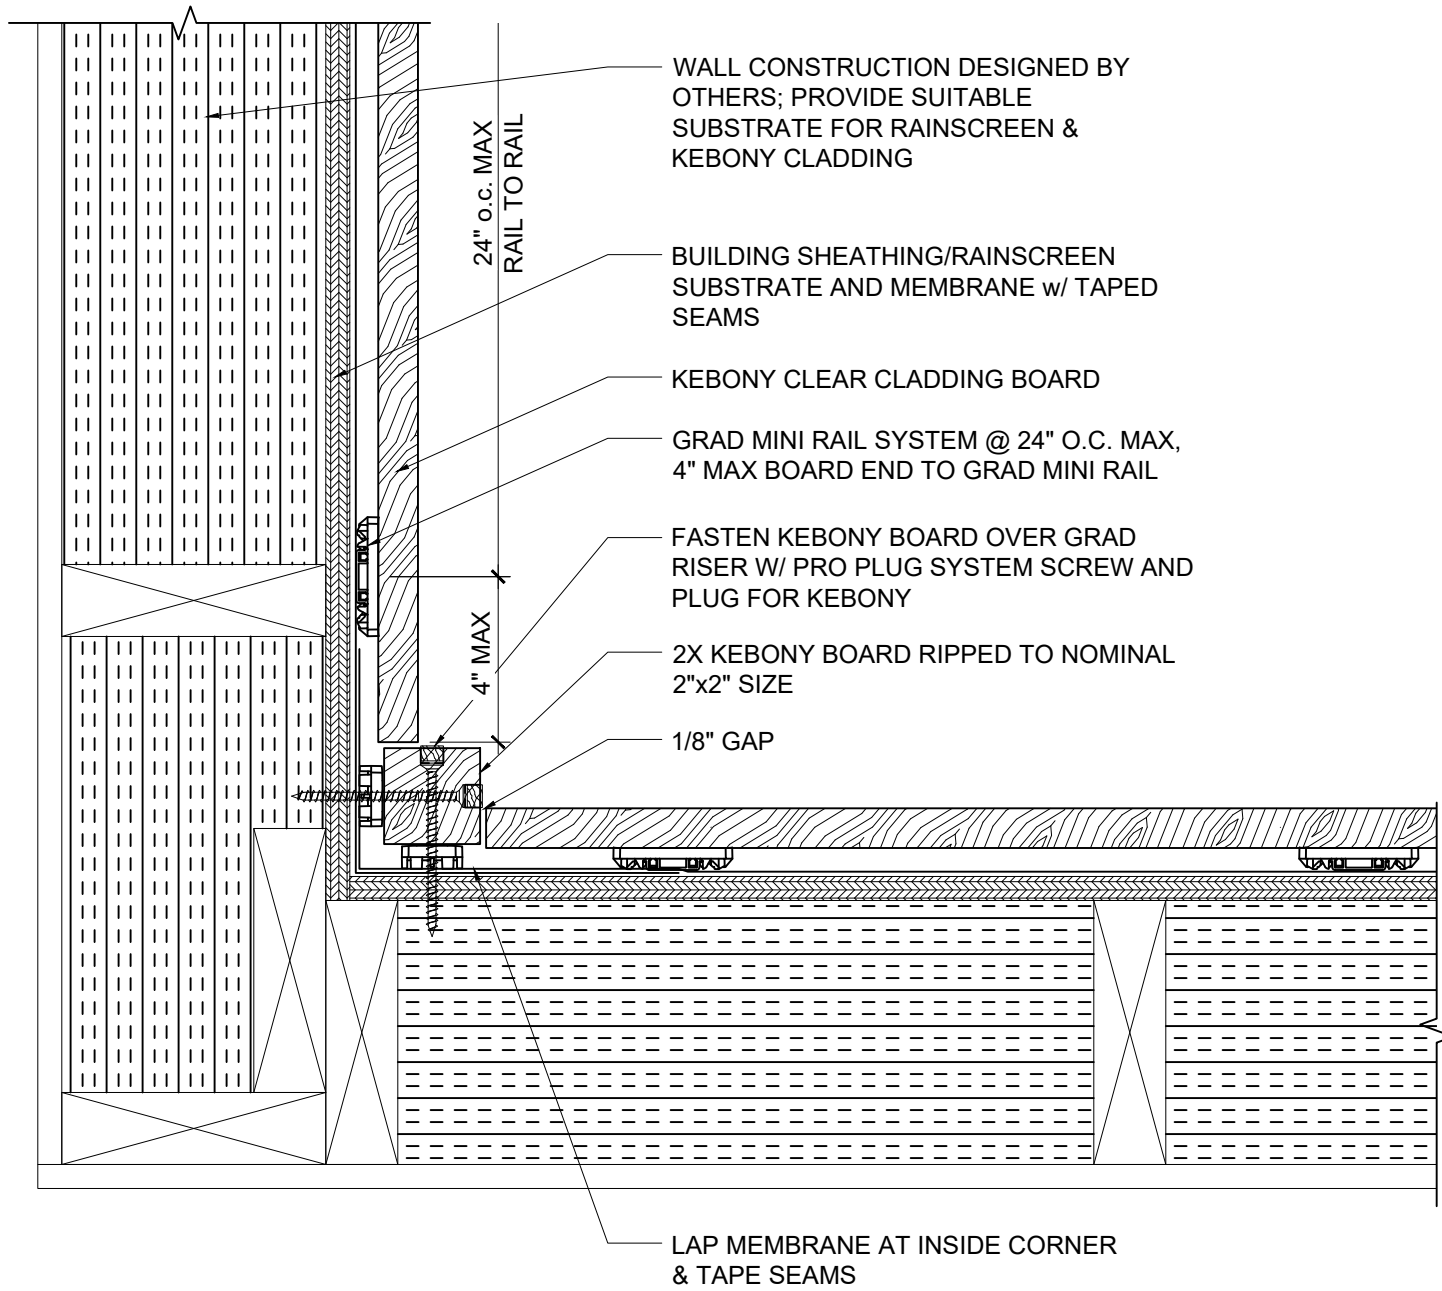 WALL CONSTRUCTION DESIGNED BY
OTHERS; PROVIDE SUITABLE
SUBSTRATE FOR RAINSCREEN &
KEBONY CLADDING
24" o.c. MAX
RAIL TO RAIL
BUILDING SHEATHING/RAINSCREEN
SUBSTRATE AND MEMBRANE w/ TAPED
SEAMS
KEBONY CLEAR CLADDING BOARD
GRAD MINI RAIL SYSTEM @ 24" O.C. MAX,
4" MAX BOARD END TO GRAD MINI RAIL
FASTEN KEBONY BOARD OVER GRAD
RISER W/ PRO PLUG SYSTEM SCREW AND
PLUG FOR KEBONY
4" MAX
2X KEBONY BOARD RIPPED TO NOMINAL
2"x2" SIZE
1/8" GAP
LAP MEMBRANE AT INSIDE CORNER
& TAPE SEAMS